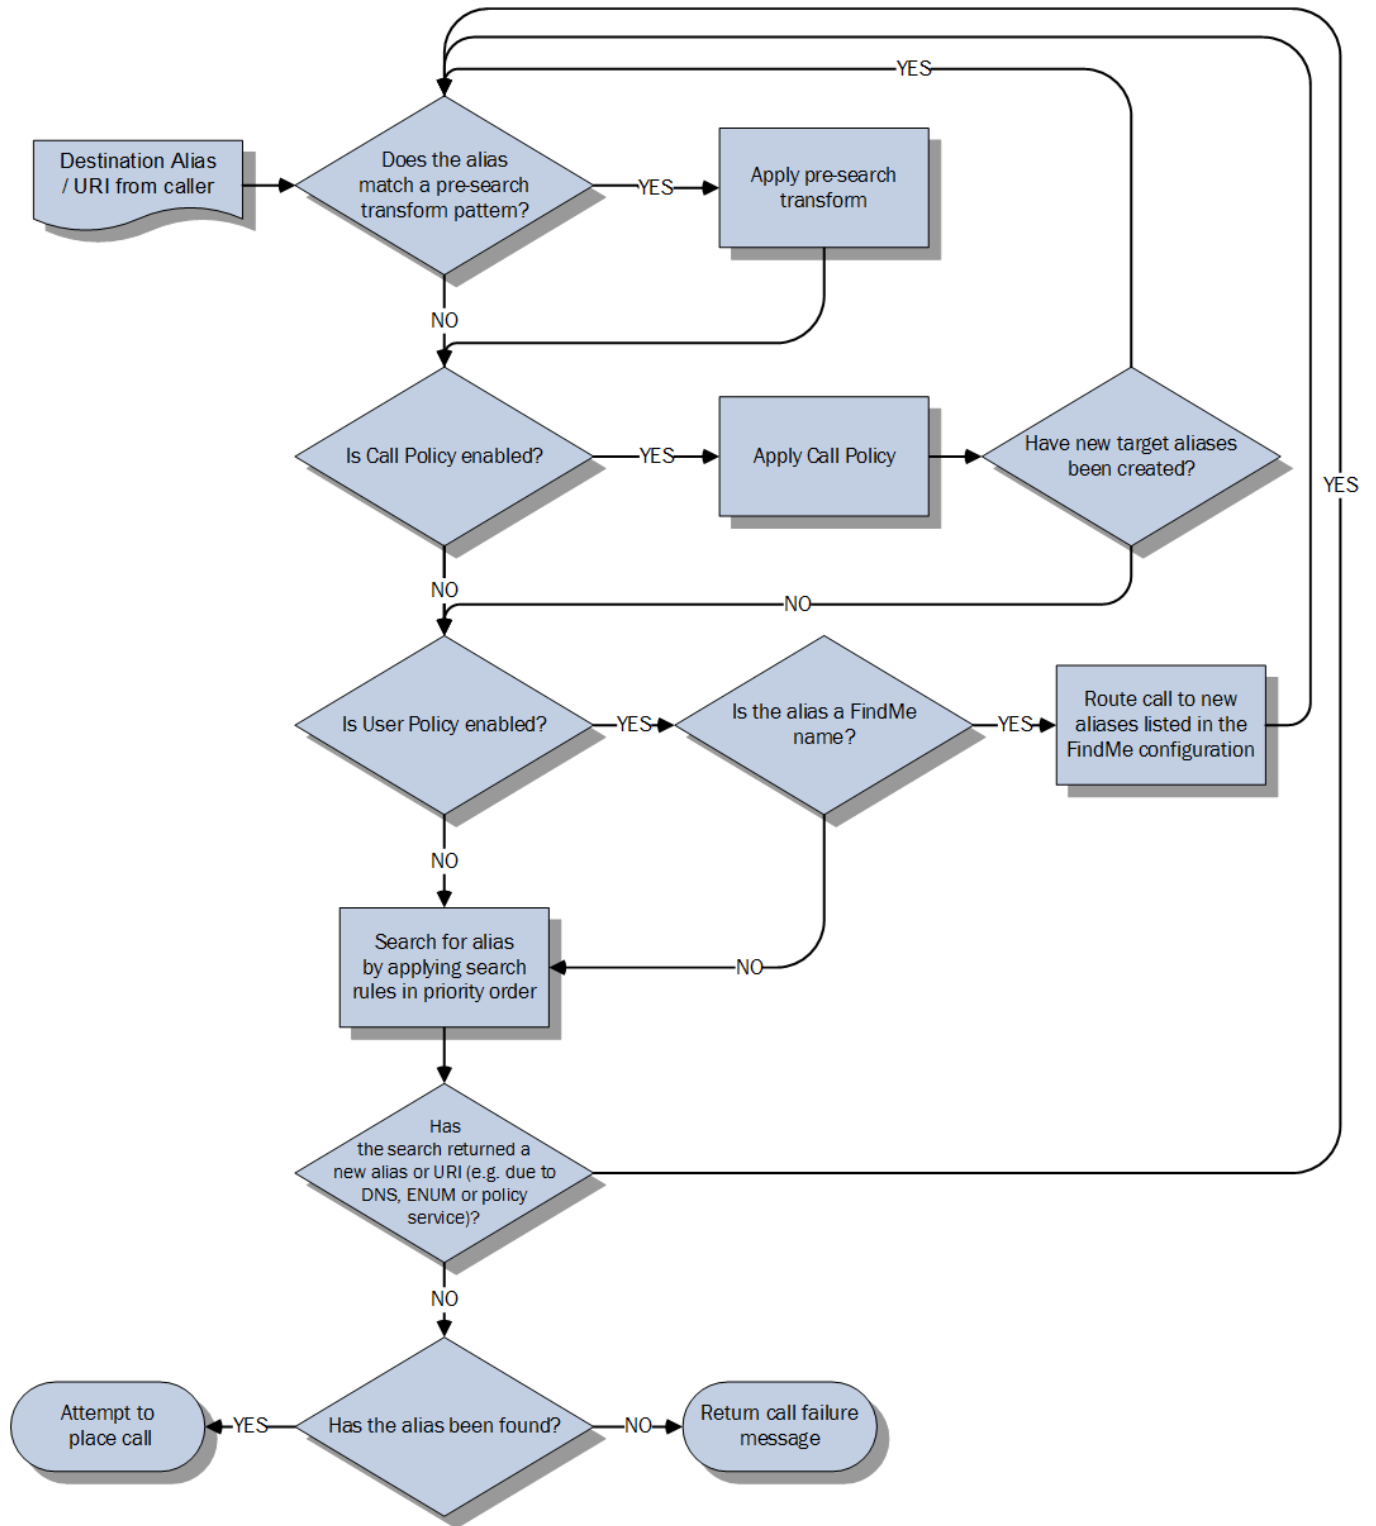 YES
Destination Alias
/ URI from caller
Does the alias
match a pre-search
transform pattern?
YES
Apply pre-search
transform
NO
Is Call Policy enabled?
YES
Apply Call Policy
Have new target aliases
been created?
YES
NO
NO
Is User Policy enabled?
YES
Is the alias a FindMe
name?
YES
Route call to new
aliases listed in the
FindMe configuration
NO
Search for alias
by applying search
rules in priority order
NO
Has
the search returned a
new alias or URI (e.g. due to
DNS, ENUM or policy
service)?
NO
Attempt to
place call
YES
Has the alias been found?
NO
Return call failure
message